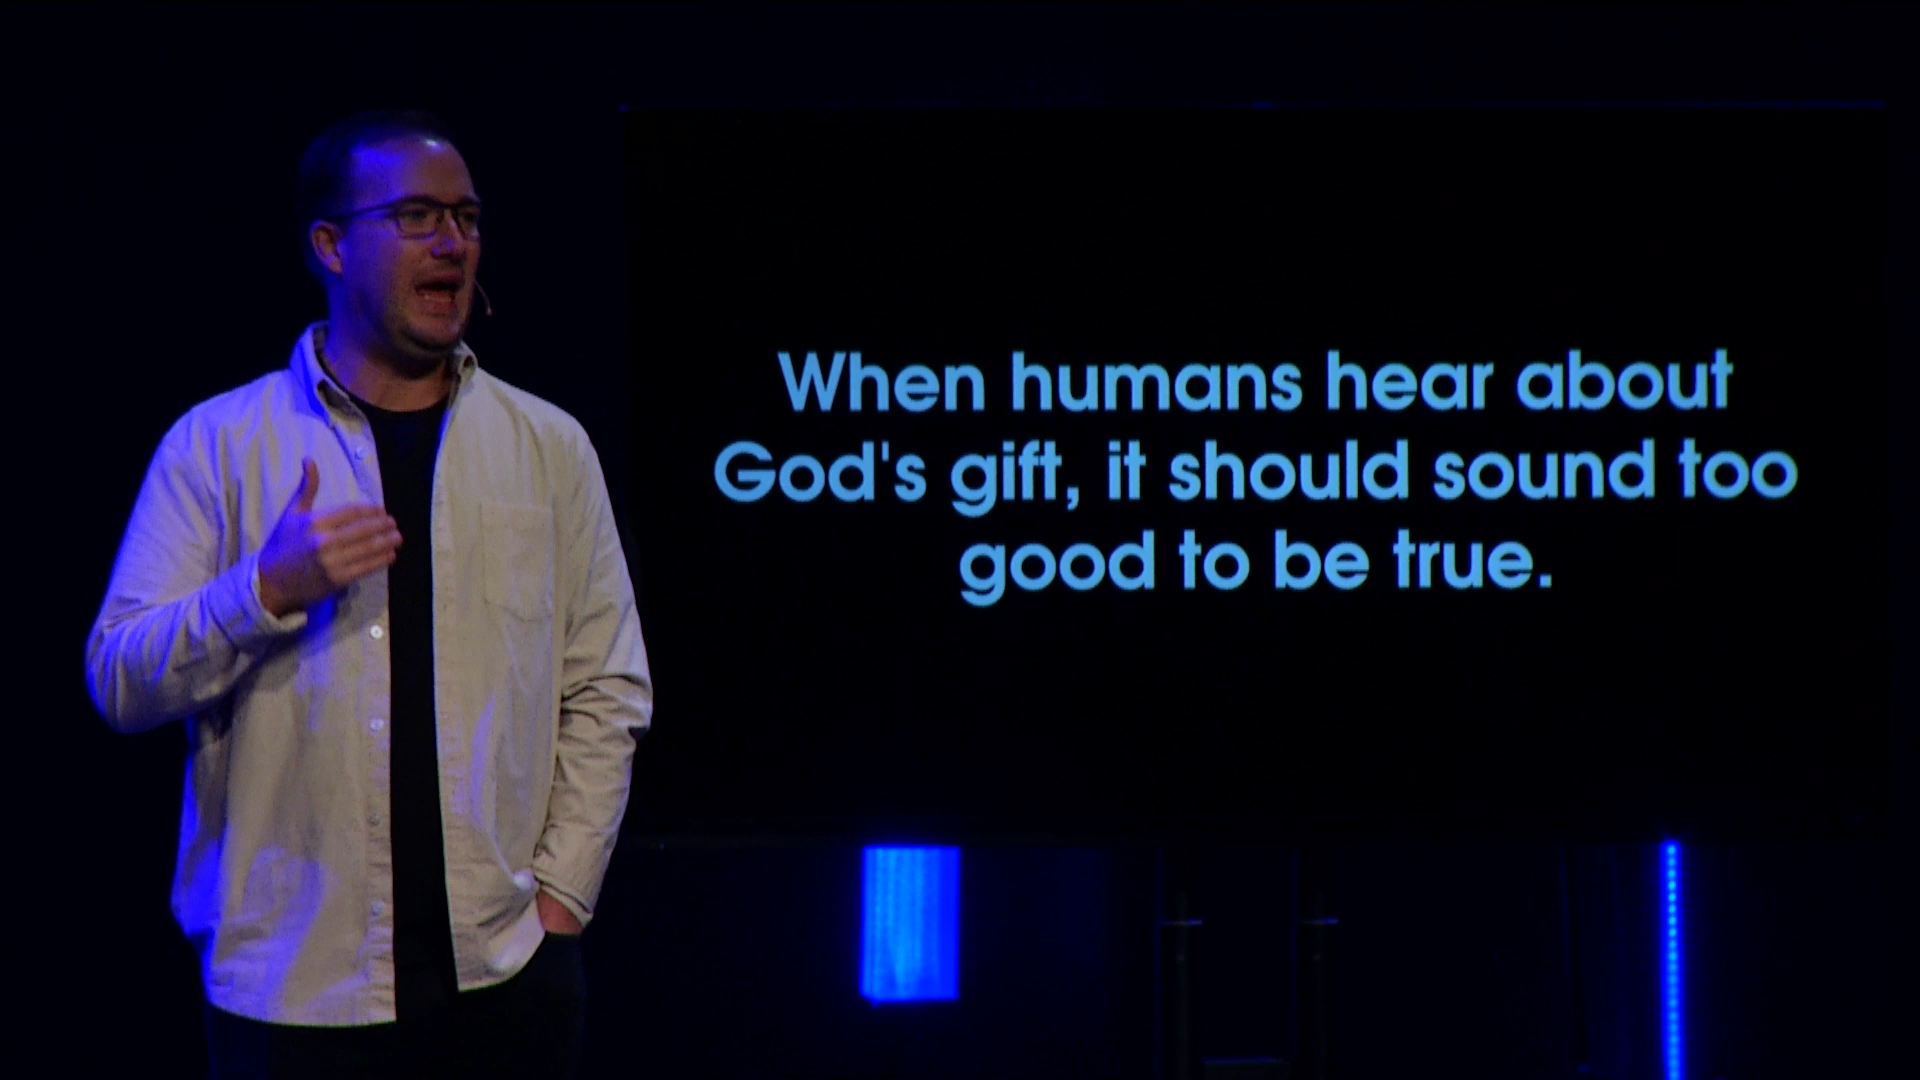 When humans hear about
God's gift, it should sound too
good to be true.